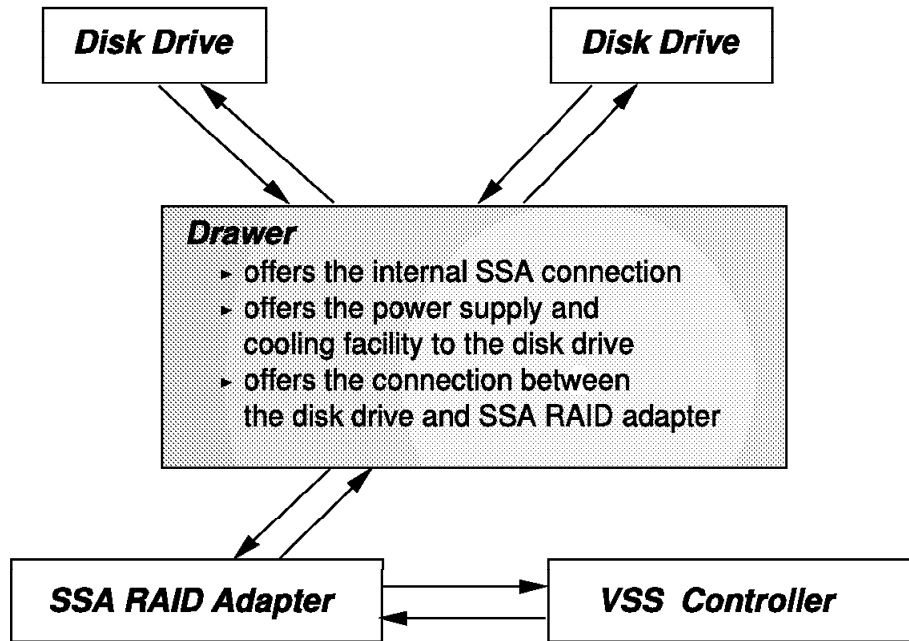 Disk Drive
Disk Drive
Drawer
▸ offers the internal SSA connection
▸ offers the power supply and
cooling facility to the disk drive
▸ offers the connection between
the disk drive and SSA RAID adapter
SSA RAID Adapter
VSS Controller